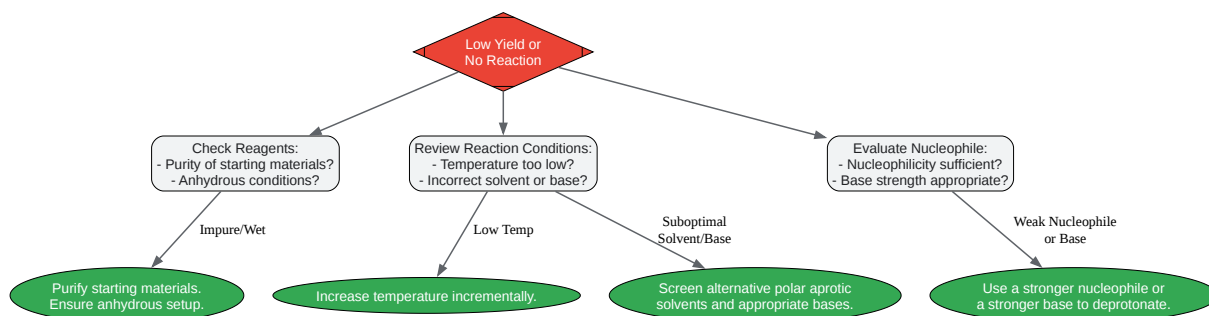 Low Yield or
No Reaction
Check Reagents:
- Purity of starting materials?
- Anhydrous conditions?
Review Reaction Conditions:
- Temperature too low?
- Incorrect solvent or base?
Evaluate Nucleophile:
- Nucleophilicity sufficient?
- Base strength appropriate?
Impure/Wet
Low Temp
Suboptimal
Solvent/Base
Weak Nucleophile
or Base
Purify starting materials.
Ensure anhydrous setup.
Increase temperature incrementally.
Screen alternative polar aprotic
solvents and appropriate bases.
Use a stronger nucleophile or
a stronger base to deprotonate.